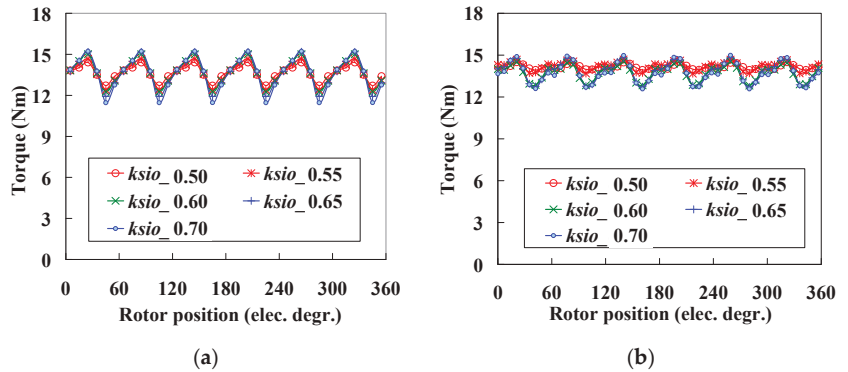 Torque (Nm)
18
15
12
9
6
3
0
ksio_ 0.50
ksio_ 0.55
ksio_ 0.60
ksio_ 0.65
ksio_ 0.70
0 60 120 180 240 300 360
Rotor position (elec. degr.)
(a)
Torque (Nm)
18
15
12
9
6
3
0
ksio_ 0.50
ksio_ 0.55
ksio_ 0.60
ksio_ 0.65
ksio_ 0.70
0 60 120 180 240 300 360
Rotor position (elec. degr.)
(b)